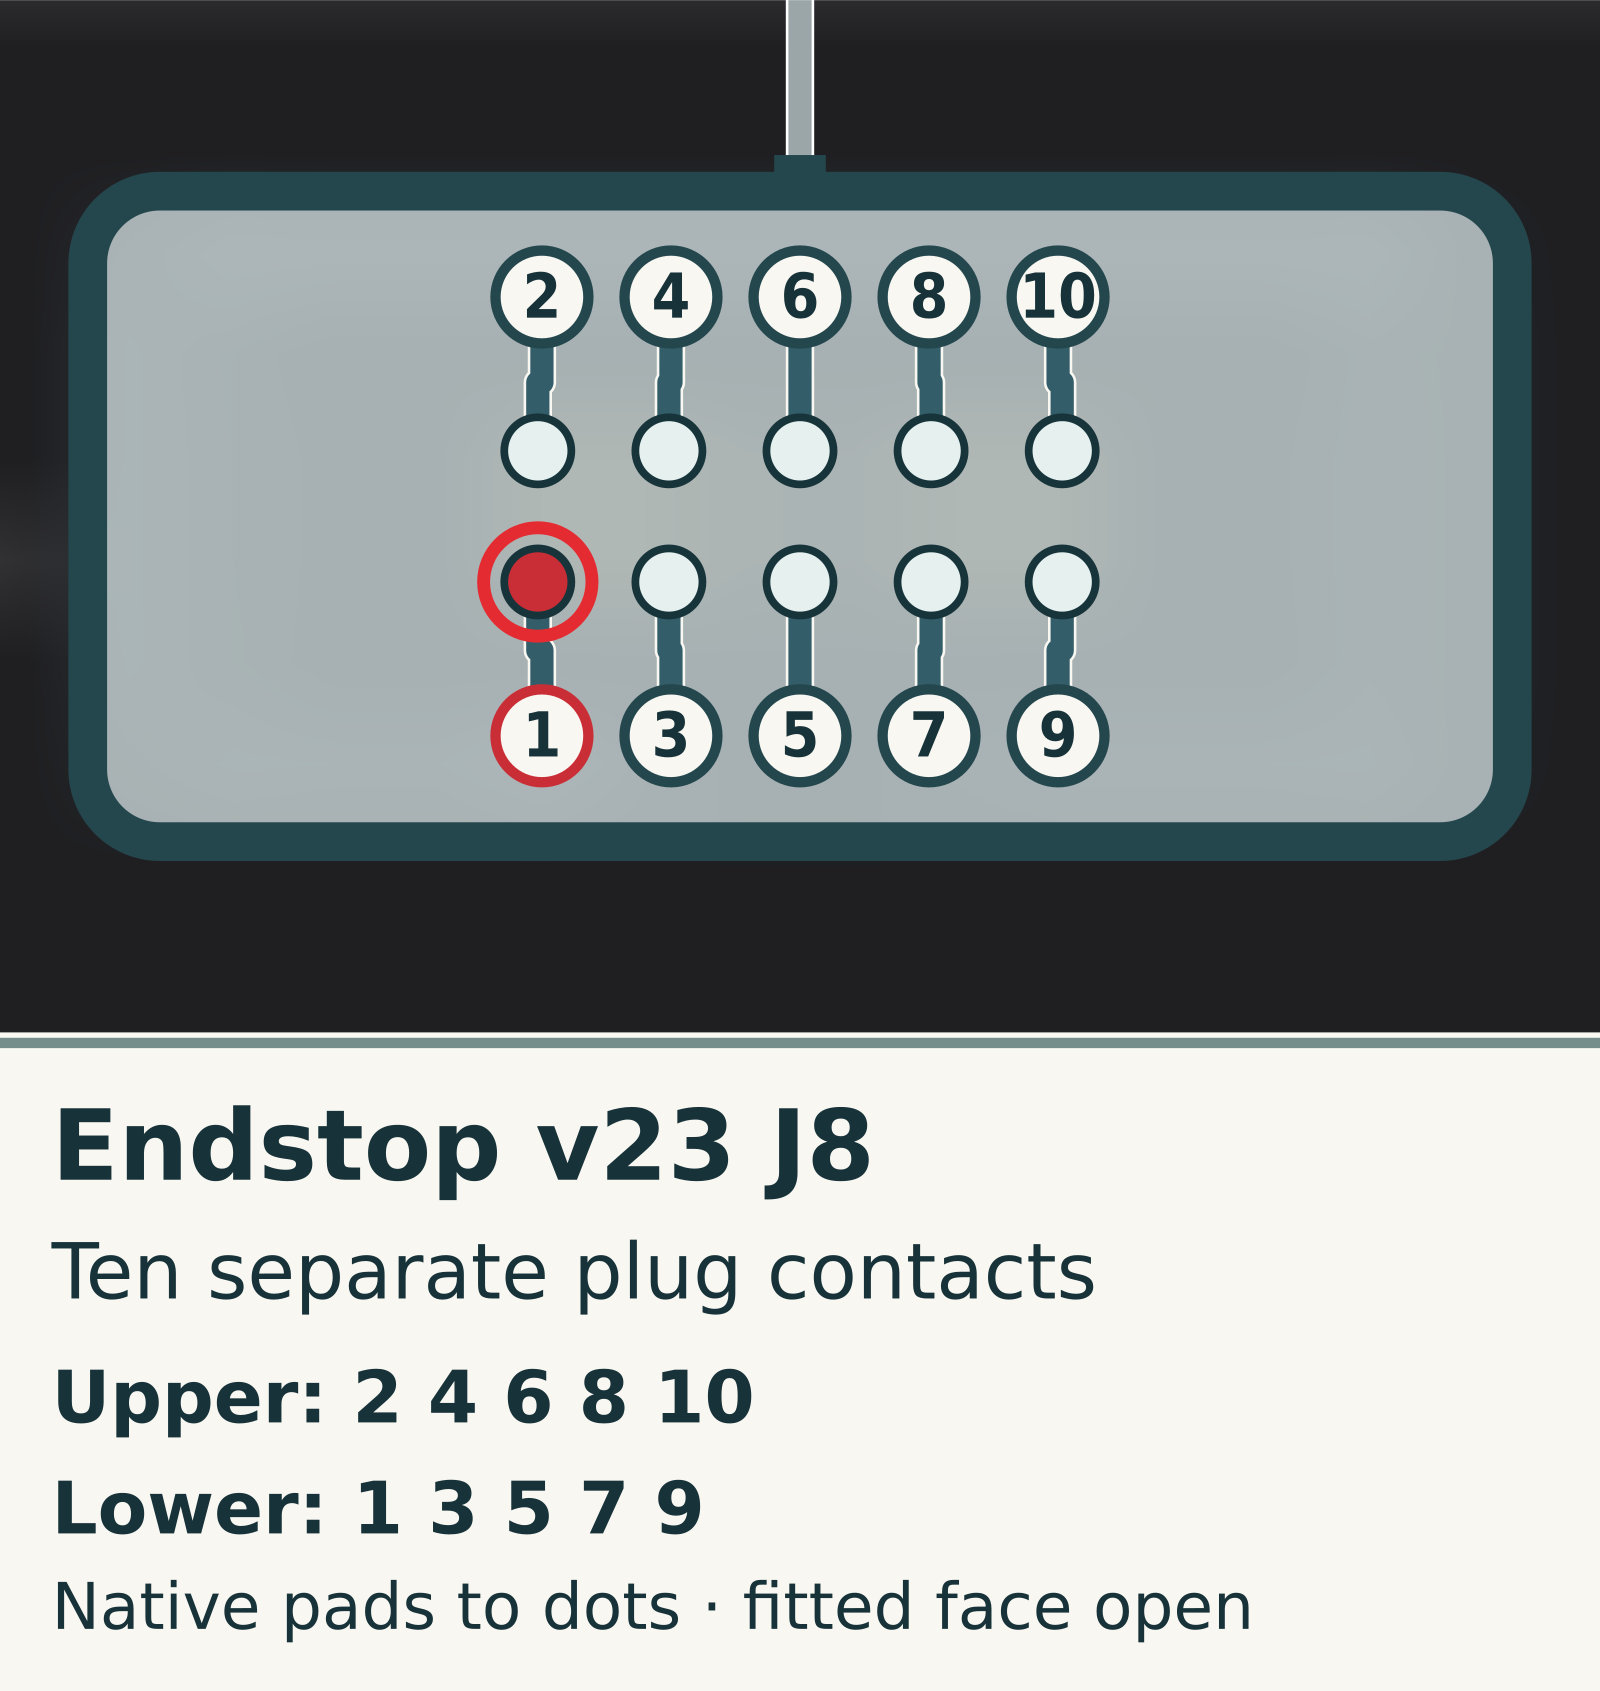 2 4 6 8 10
1 3 5 7 9
Endstop v23 J8
Ten separate plug contacts
Upper: 2 4 6 8 10
Lower: 1 3 5 7 9
Native pads to dots · fitted face open